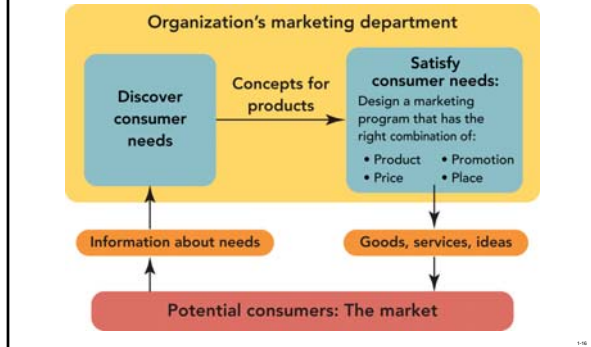 Organization's marketing department
Discover
consumer
needs
Concepts for
products
Satisfy
consumer needs:
Design a marketing
program that has the
right combination of:
• Product • Promotion
• Price • Place
Information about needs
Goods, services, ideas
Potential consumers: The market